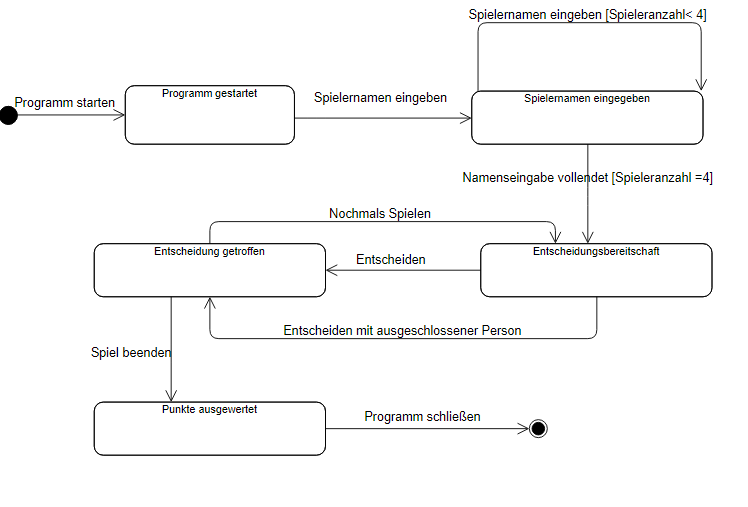 Spielernamen eingeben [Spieleranzahl< 4]
Programm starten
Programm gestartet
Spielernamen eingeben
Spielernamen eingegeben
Namenseingabe vollendet [Spieleranzahl =4]
Nochmals Spielen
Entscheidung getroffen
Entscheiden
Entscheidungsbereitschaft
Entscheiden mit ausgeschlossener Person
Spiel beenden
Punkte ausgewertet
Programm schließen